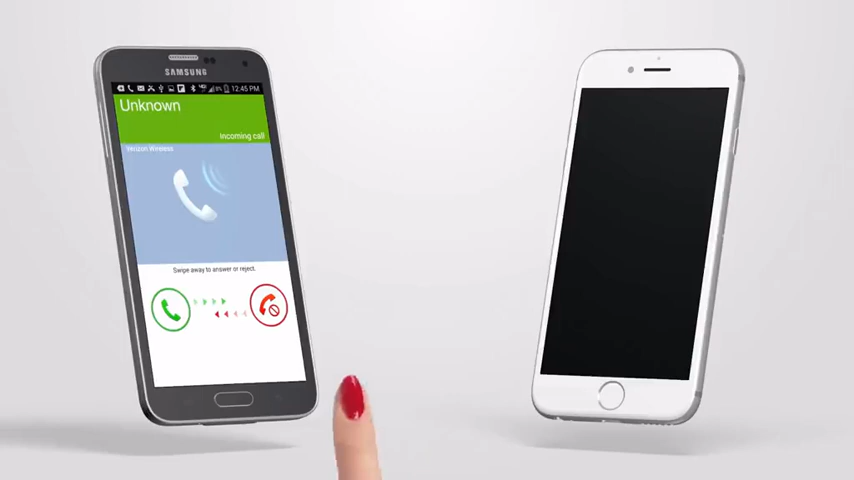 SAMSUNG
12:45 PM
Unknown
Incoming call
Verizon Wireless
Swipe away to answer or reject.